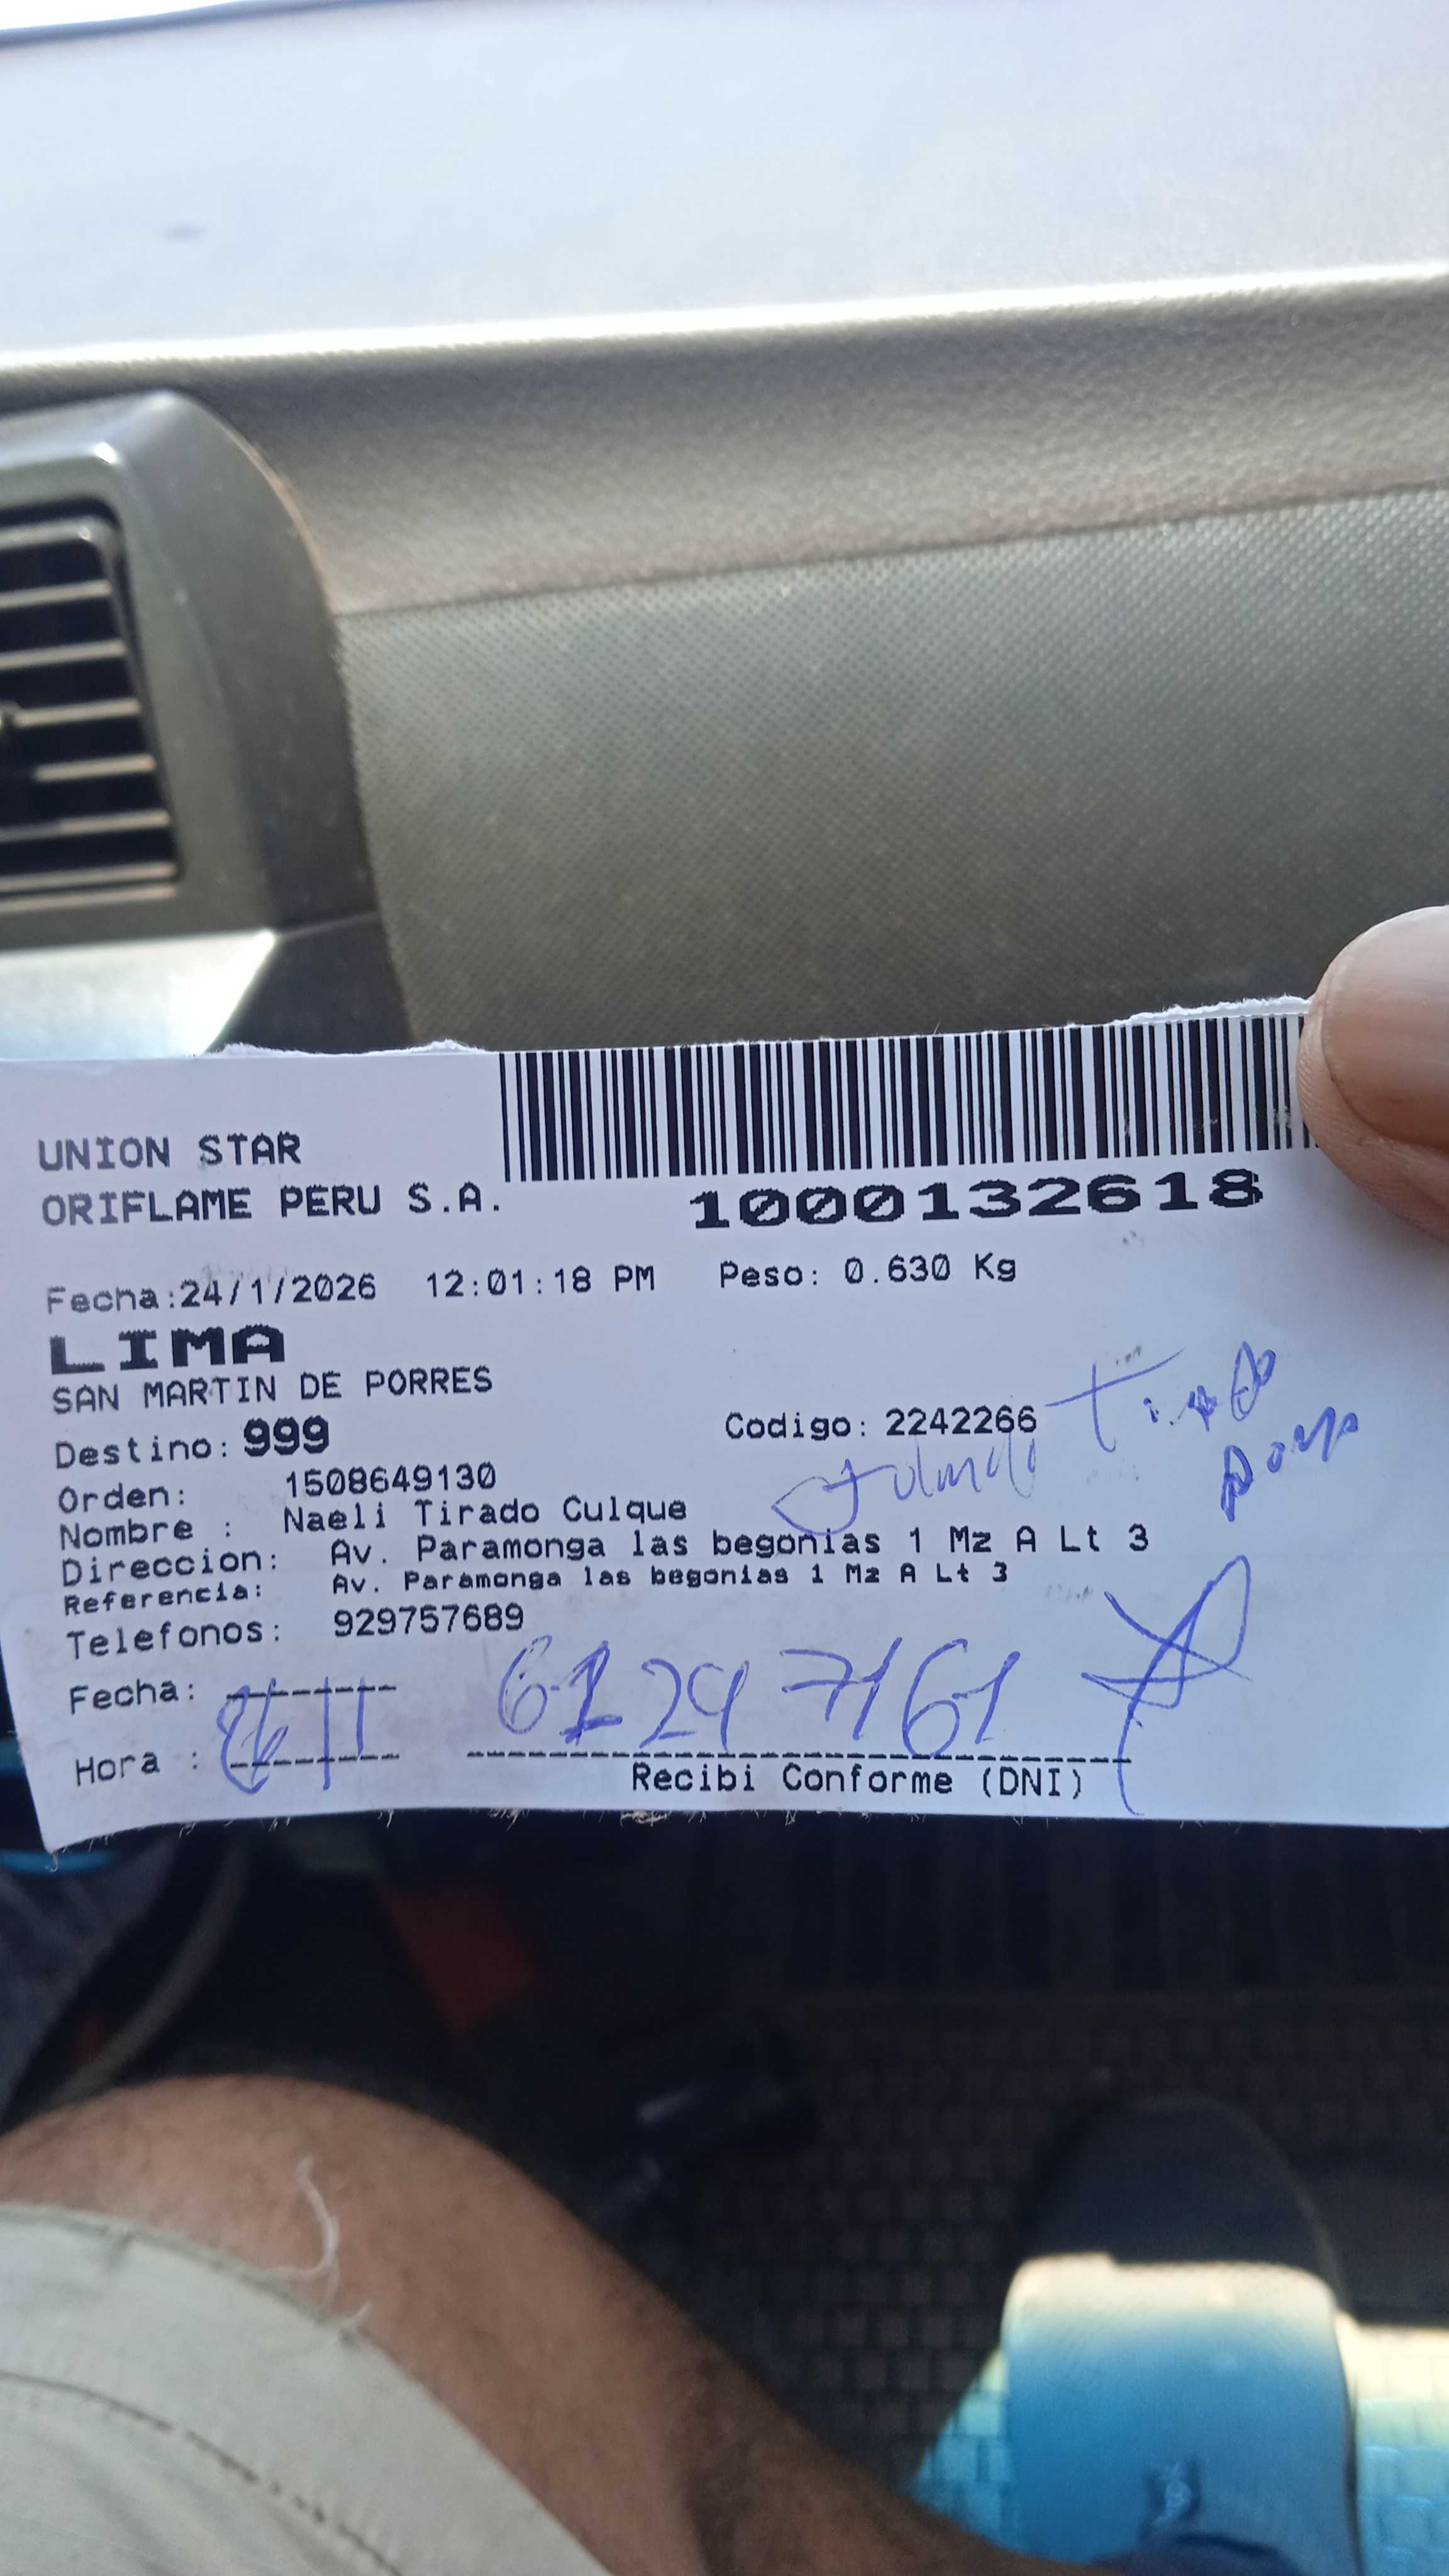 UNION STAR
ORIFLAME PERU S.A.
1000132618
Fecha:24/1/2026 12:01:18 PM Peso: 0.630 Kg
LIMA
SAN MARTIN DE PORRES
Destino: 999 Codigo: 2242266
Orden: 1508649130
Nombre : Naeli Tirado Culque
Direccion: Av. Paramonga las begonias 1 Mz A Lt 3
Referencia: Av. Paramonga las begonias 1 Mz A Lt 3
Telefonos: 929757689
Fecha:
Hora :
Recibi Conforme (DNI)